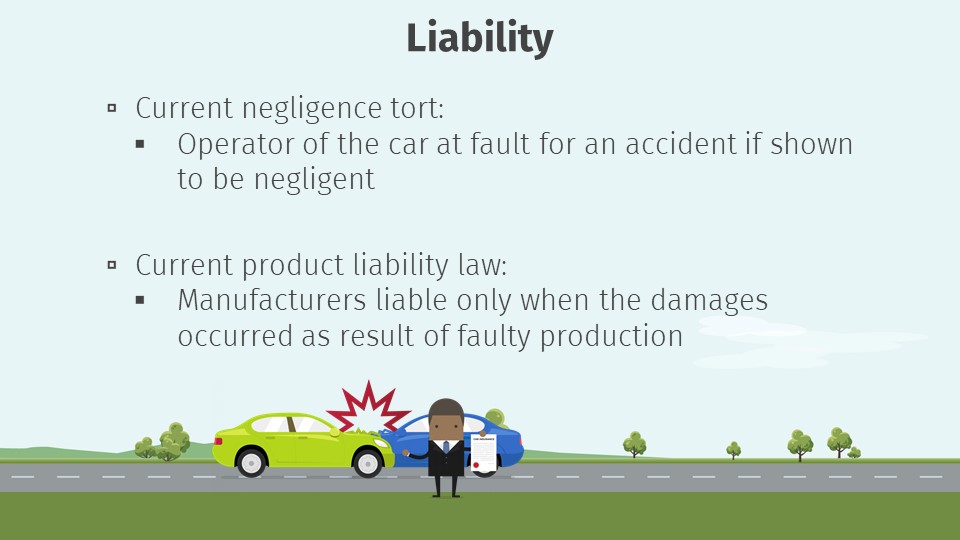 Liability
Current negligence tort:
Operator of the car at fault for an accident if shown
to be negligent
Current product liability law:
Manufacturers liable only when the damages
occurred as result of faulty production